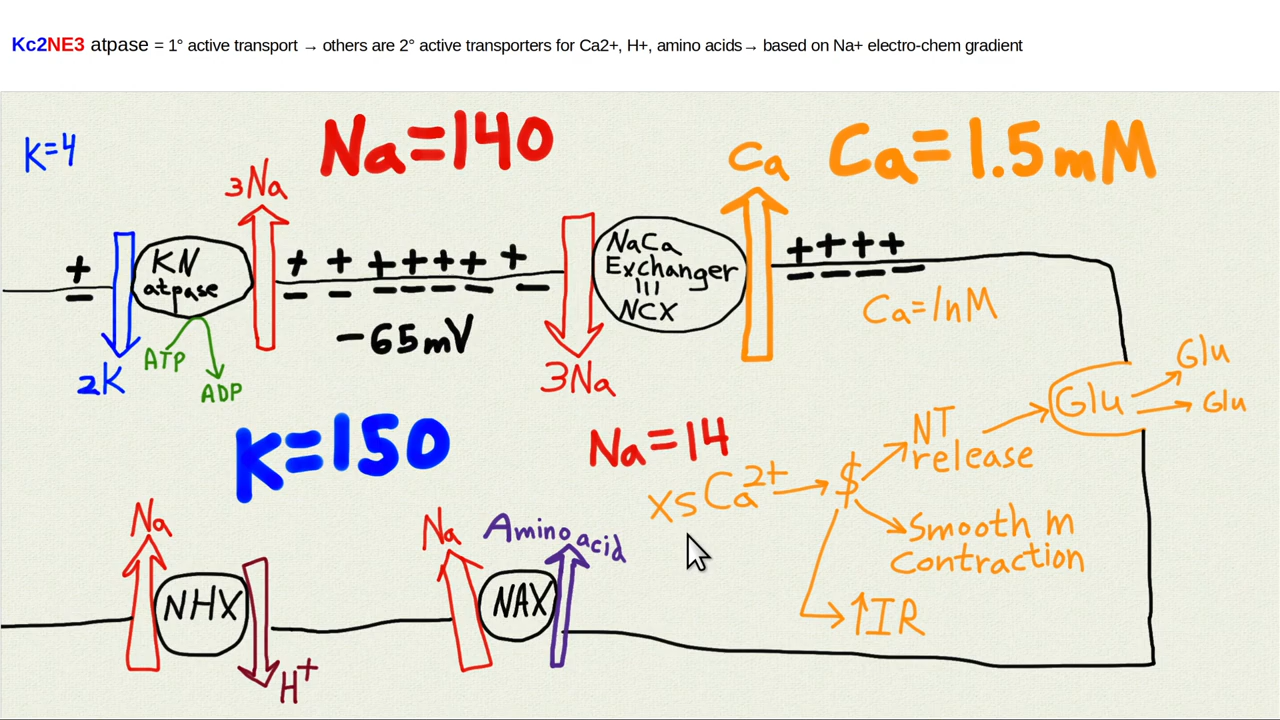 Kc2NE3 atpase = 1° active transport → others are 2° active transporters for Ca2+, H+, amino acids→ based on Na+ electro-chem gradient
K=4
Na=140
Ca=1.5mM
3Na
Ca
KN
atpase
NaCa
Exchanger
NCX
+ + + + + + + +
+ + + +
-65mV
Ca=1nM
ATP
ADP
2K
3Na
Glu
Glu
Glu
K=150
Na=14
NT
release
xsCa2+ → $
Smooth m
contraction
↑IR
Na
Na
Amino acid
NHX
NAX
H+